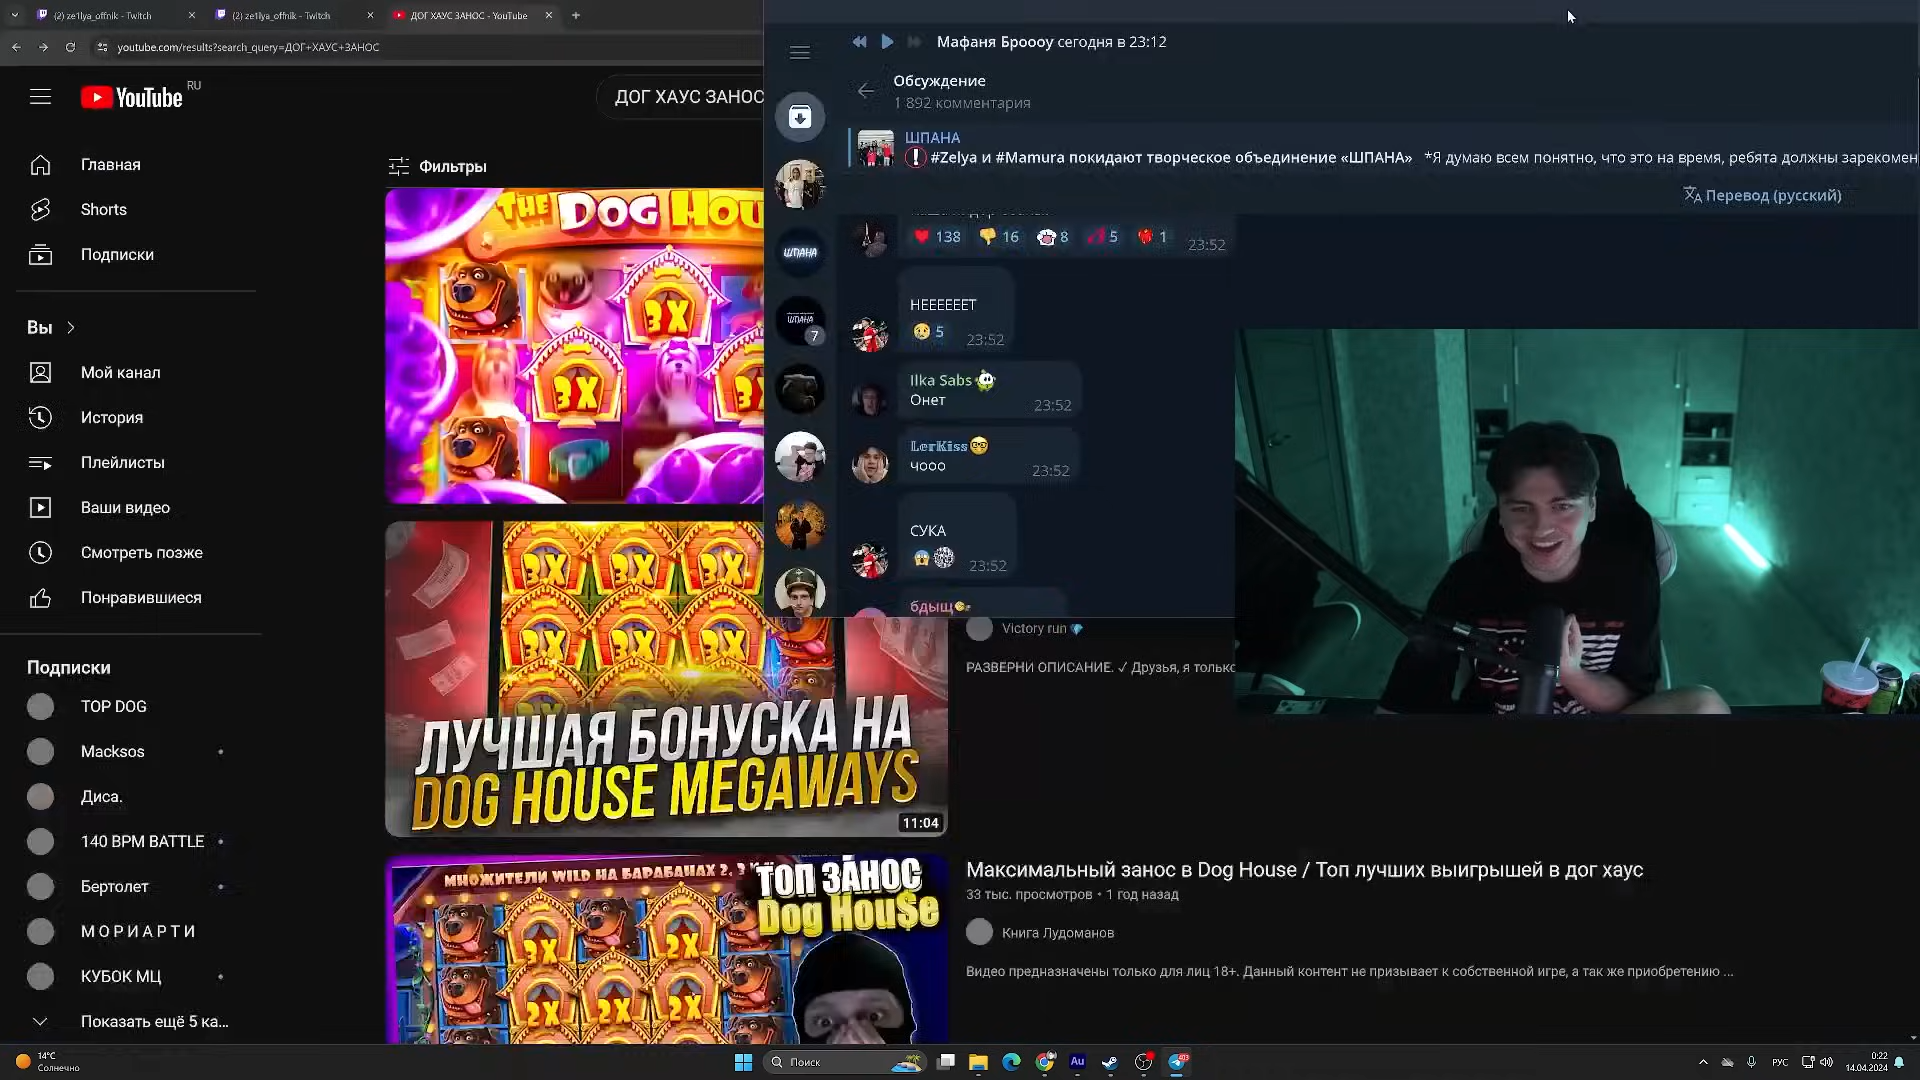 (2) ze1lya_offnik - Twitch
(2) ze1lya_offnik - Twitch
ДОГ ХАУС ЗАНОС - YouTube
youtube.com/results?search_query=ДОГ+ХАУС+ЗАНОС
YouTube
RU
ДОГ ХАУС ЗАНОС
Главная
Shorts
Подписки
Вы
Мой канал
История
Плейлисты
Ваши видео
Смотреть позже
Понравившиеся
Подписки
TOP DOG
Macksos
Диса.
140 BPM BATTLE
Бертолет
М О Р И А Р Т И
КУБОК МЦ
Показать ещё 5 ка...
Фильтры
THE DOG HOU
3X
3X
3X 3X 3X
3X 3X
ЛУЧШАЯ БОНУСКА НА
DOG HOUSE MEGAWAYS
11:04
МНОЖИТЕЛИ WILD НА БАРАБАНАХ 2, 3
ТОП ЗАНОС
Dog Hou$e
3X 2X
2X 2X
Мафаня Броооу сегодня в 23:12
Обсуждение
1 892 комментария
ШПАНА
#Zelya и #Mamura покидают творческое объединение «ШПАНА» *Я думаю всем понятно, что это на время, ребята должны зарекомен
Перевод (русский)
ШПАНА
ШПАНА
7
138 16 8 5 1 23:52
НЕЕЕЕЕЕТ
5 23:52
Ilka Sabs
Онет 23:52
LerKiss
чооо 23:52
СУКА
23:52
бдыщ
Victory run
РАЗВЕРНИ ОПИСАНИЕ. ✓ Друзья, я только
Максимальный занос в Dog House / Топ лучших выигрышей в дог хаус
33 тыс. просмотров • 1 год назад
Книга Лудоманов
Видео предназначены только для лиц 18+. Данный контент не призывает к собственной игре, а так же приобретению ...
14°C
Солнечно
Поиск
Au
403
РУС
0:22
14.04.2024